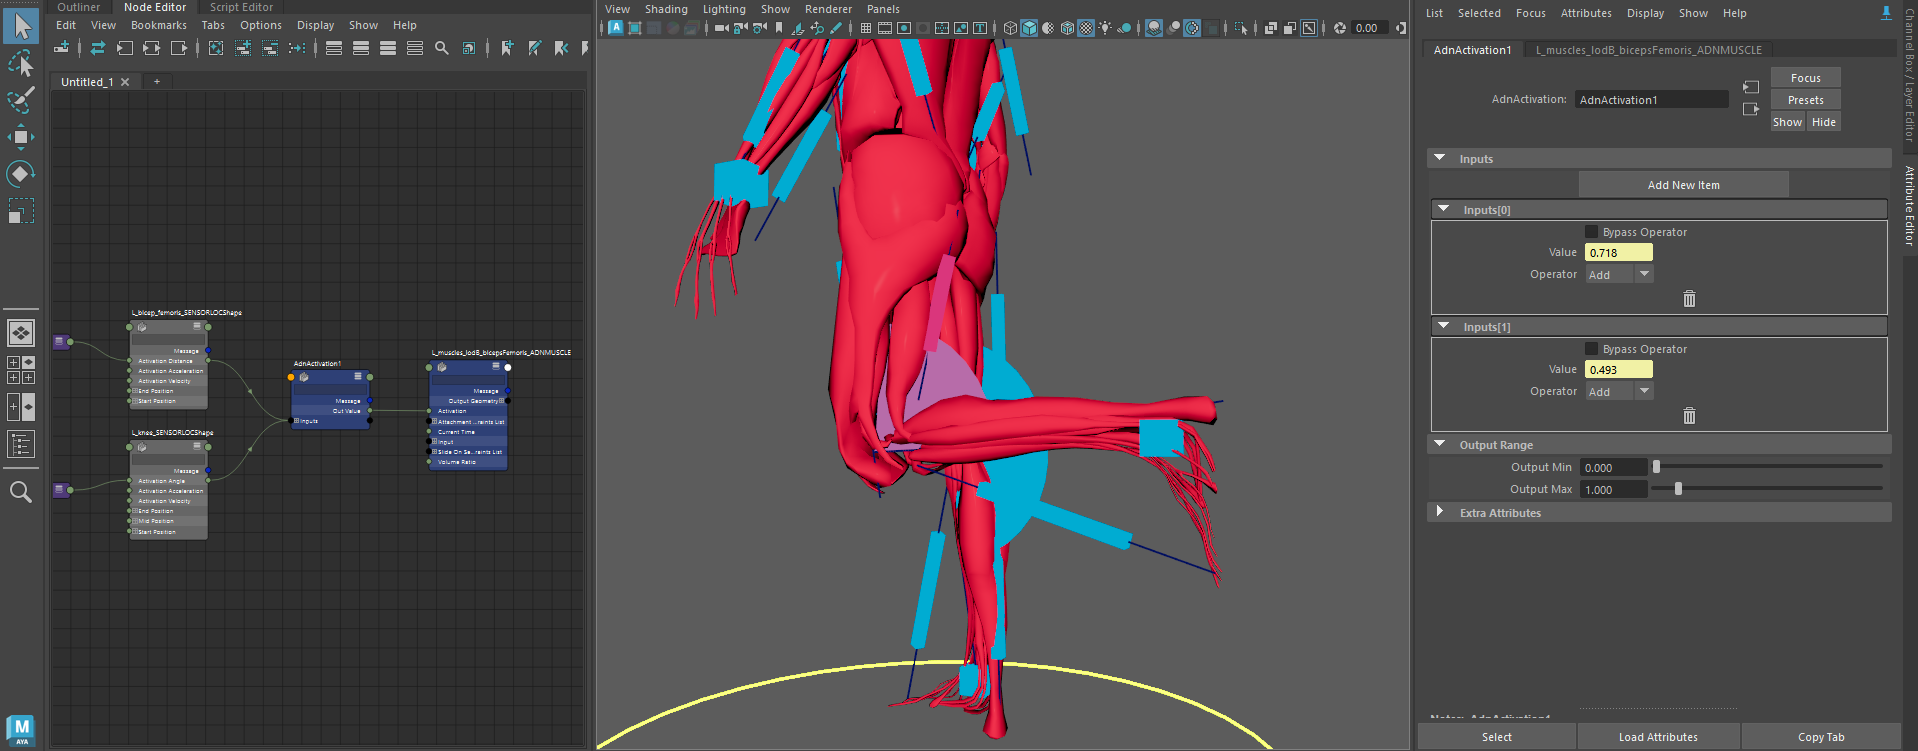 Outliner
Node Editor
Script Editor
Edit View Bookmarks Tabs Options Display Show Help
Untitled_1
+
L_bicep_femoris_SENSORLOCShape
Message
Activation Distance
Activation Acceleration
Activation Velocity
End Position
Start Position
L_knee_SENSORLOCShape
Message
Activation Angle
Activation Acceleration
Activation Velocity
End Position
Mid Position
Start Position
AdnActivation1
Message
Out Value
Inputs
L_muscles_lodB_bicepsFemoris_ADNMUSCLE
Message
Output Geometry
Activation
Attachment ...raints List
Current Time
Input
Slide On Se...raints List
Volume Ratio
M
AYA
View Shading Lighting Show Renderer Panels
0.00
List Selected Focus Attributes Display Show Help
AdnActivation1
L_muscles_lodB_bicepsFemoris_ADNMUSCLE
AdnActivation: AdnActivation1
Focus
Presets
Show Hide
Inputs
Add New Item
Inputs[0]
Bypass Operator
Value 0.718
Operator Add
Inputs[1]
Bypass Operator
Value 0.493
Operator Add
Output Range
Output Min 0.000
Output Max 1.000
Extra Attributes
Notes: AdnActivation1
Select
Load Attributes
Copy Tab
Channel Box / Layer Editor
Attribute Editor